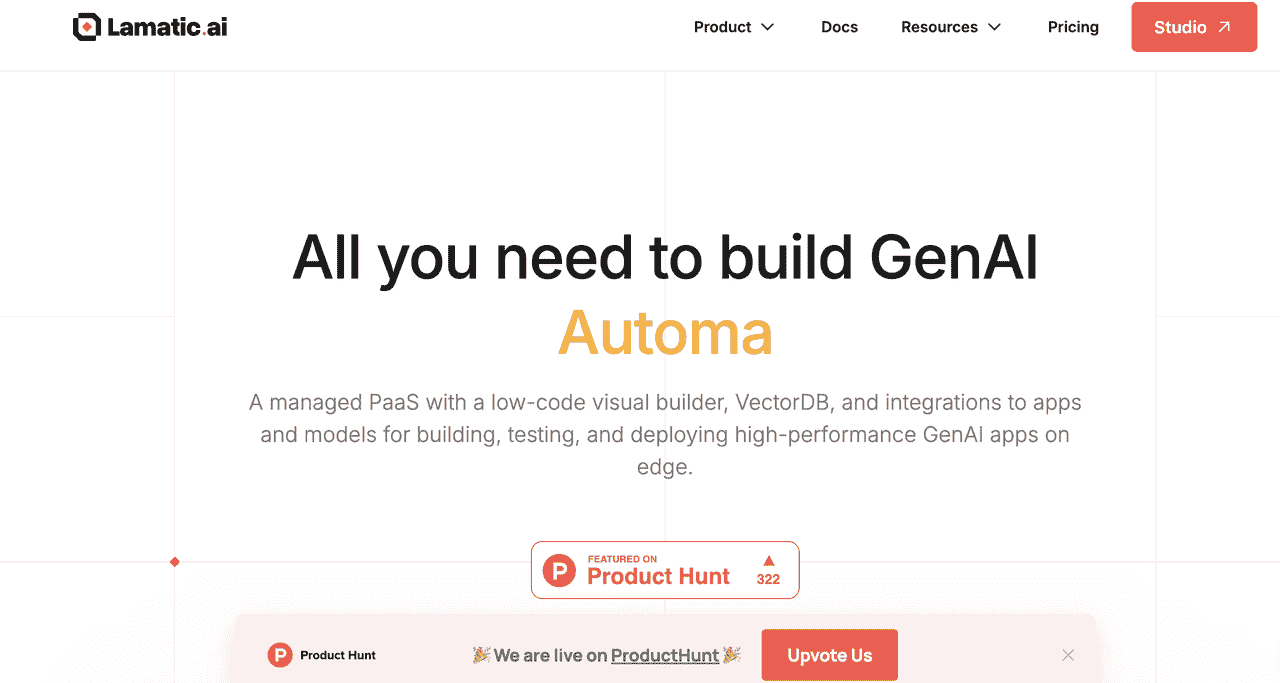 Lamatic.ai
Product
Docs
Resources
Pricing
Studio
All you need to build GenAI
Automa
A managed PaaS with a low-code visual builder, VectorDB, and integrations to apps
and models for building, testing, and deploying high-performance GenAI apps on
edge.
P
FEATURED ON
Product Hunt
322
P
Product Hunt
🎉 We are live on ProductHunt 🎉
Upvote Us